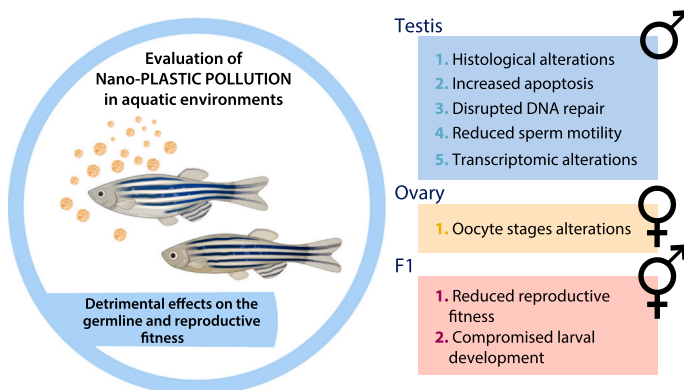 Evaluation of
Nano-PLASTIC POLLUTION
in aquatic environments
Detrimental effects on the
germline and reproductive
fitness
Testis
1. Histological alterations
2. Increased apoptosis
3. Disrupted DNA repair
4. Reduced sperm motility
5. Transcriptomic alterations
Ovary
1. Oocyte stages alterations
F1
1. Reduced reproductive
fitness
2. Compromised larval
development